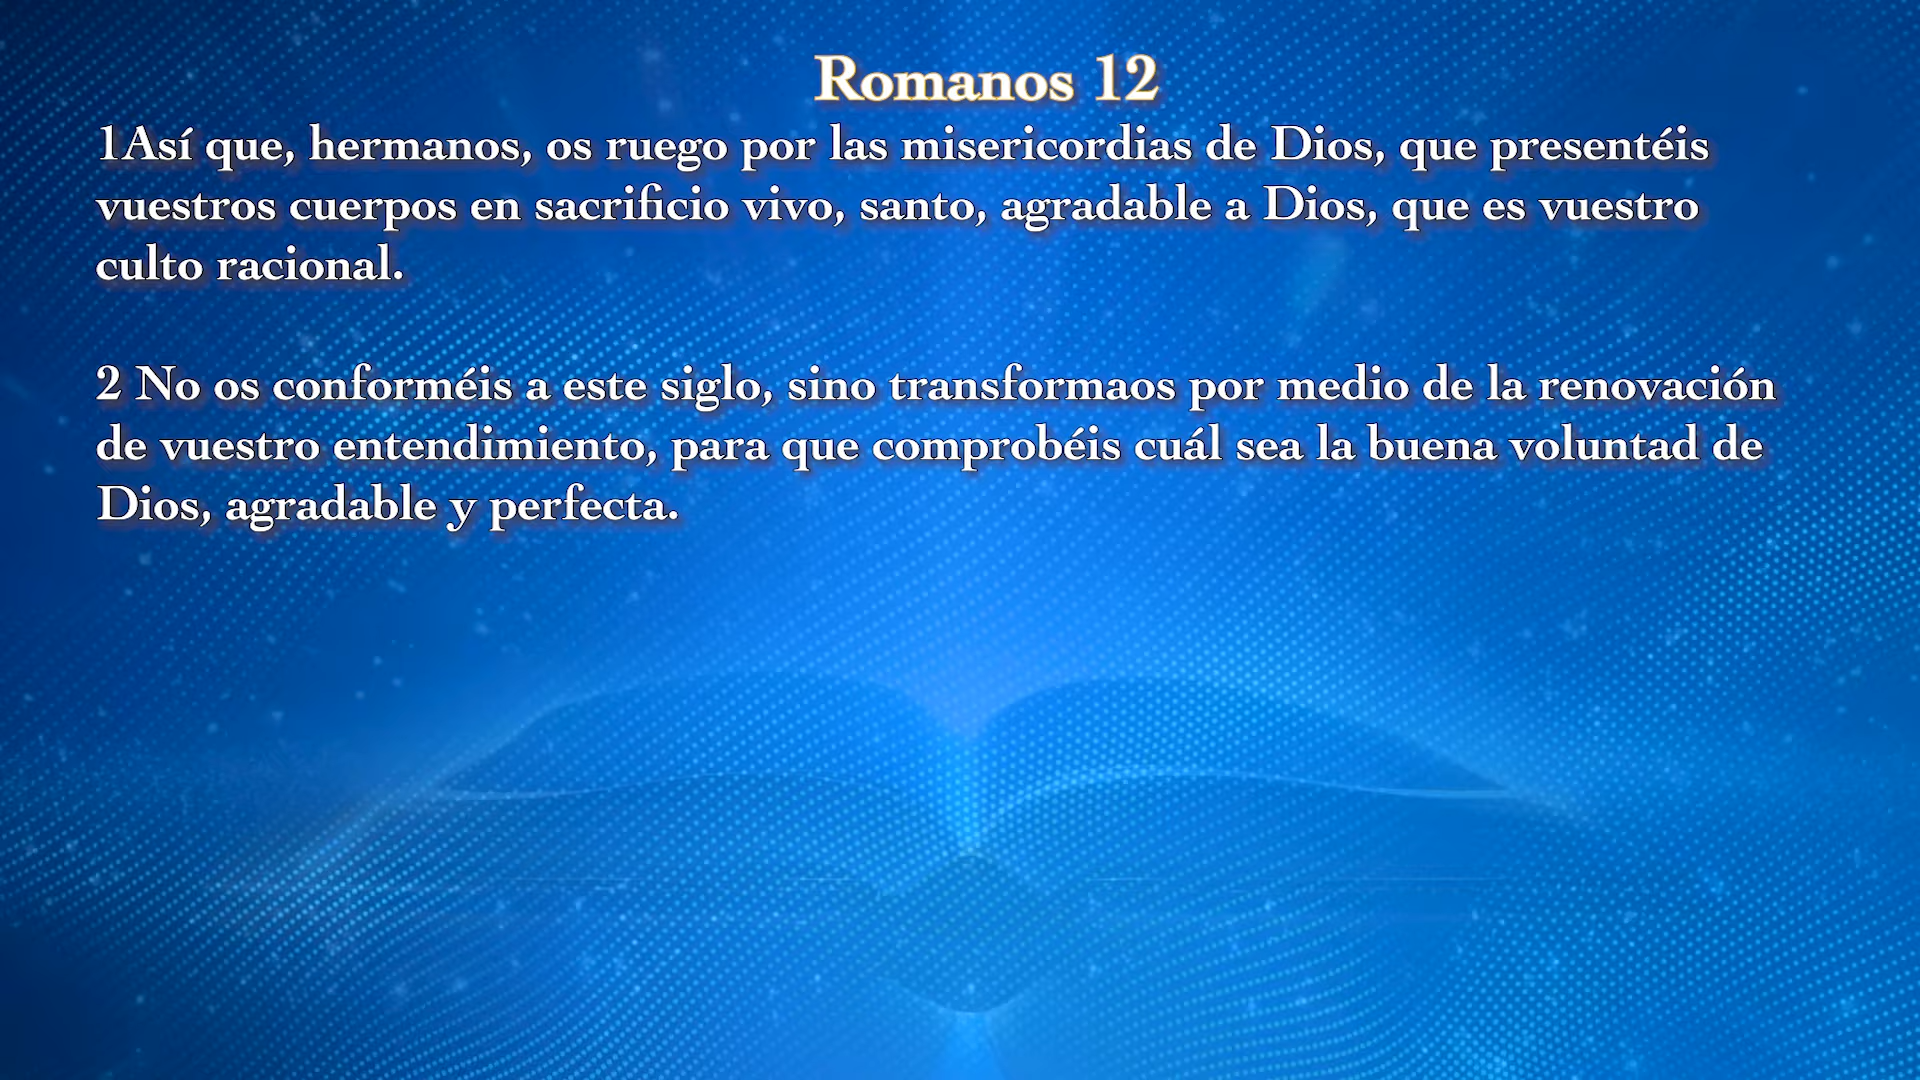 Romanos 12
1Así que, hermanos, os ruego por las misericordias de Dios, que presentéis
vuestros cuerpos en sacrificio vivo, santo, agradable a Dios, que es vuestro
culto racional.
2 No os conforméis a este siglo, sino transformaos por medio de la renovación
de vuestro entendimiento, para que comprobéis cuál sea la buena voluntad de
Dios, agradable y perfecta.